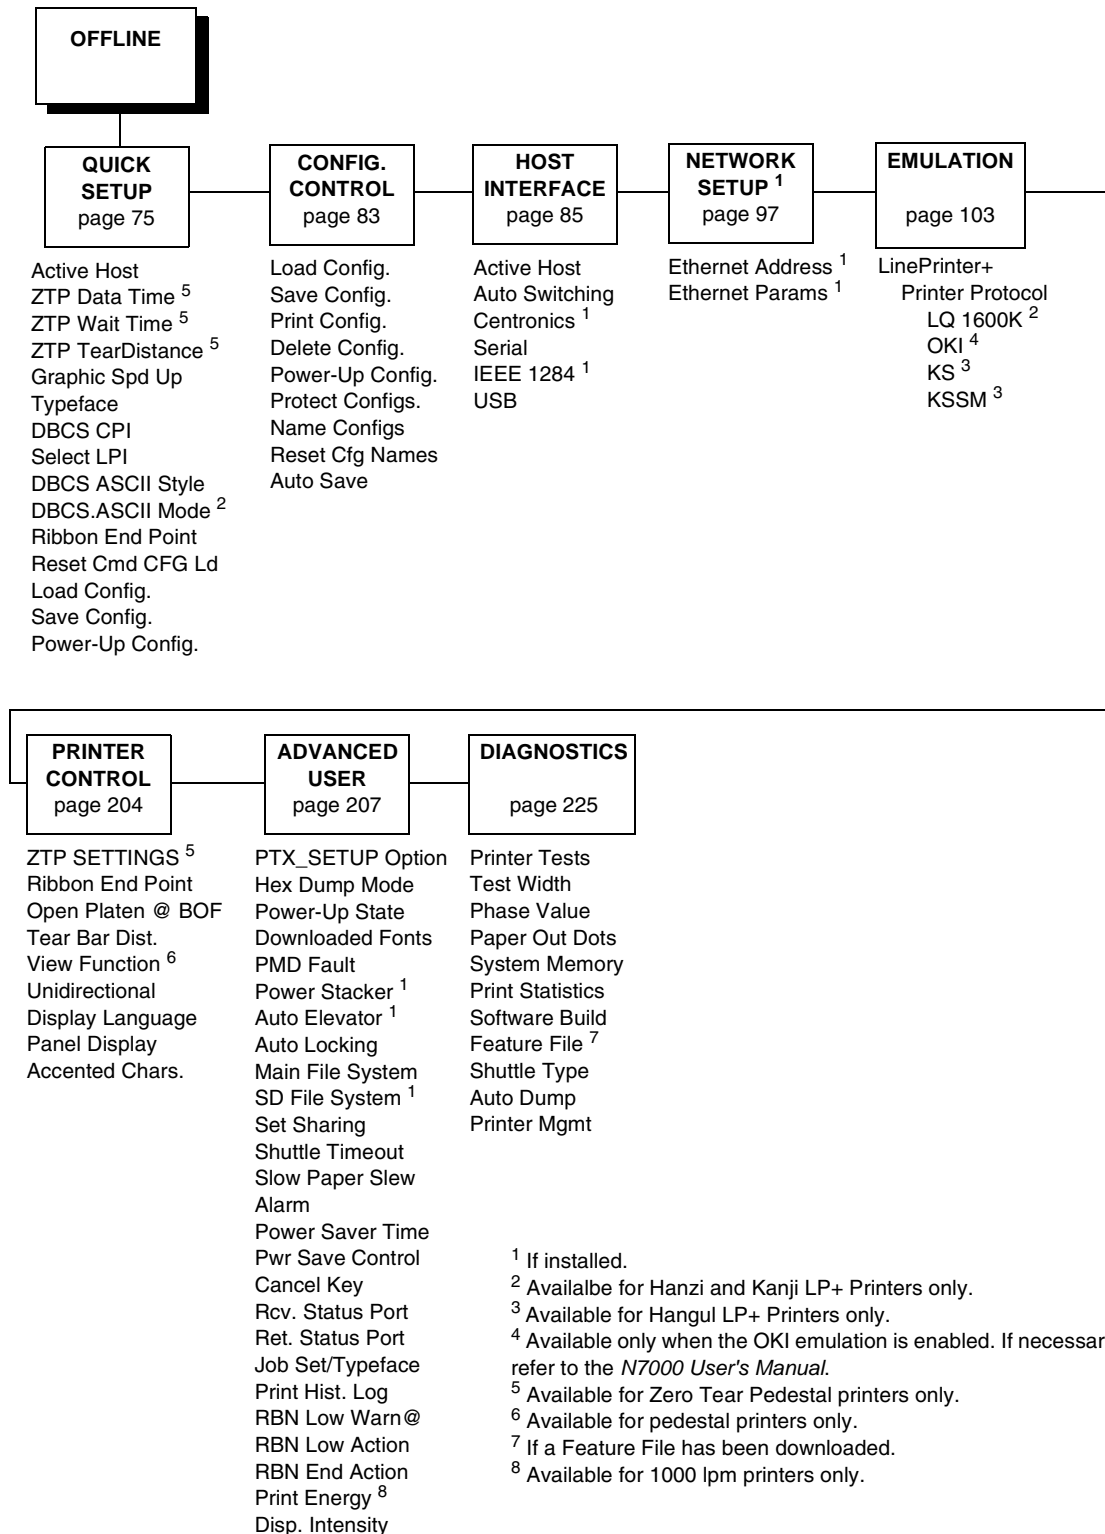 OFFLINE
QUICK
SETUP
page 75
CONFIG.
CONTROL
page 83
HOST
INTERFACE
page 85
NETWORK
SETUP 1
page 97
EMULATION
page 103
Active Host
ZTP Data Time 5
ZTP Wait Time 5
ZTP TearDistance 5
Graphic Spd Up
Typeface
DBCS CPI
Select LPI
DBCS ASCII Style
DBCS.ASCII Mode 2
Ribbon End Point
Reset Cmd CFG Ld
Load Config.
Save Config.
Power-Up Config.
Load Config.
Save Config.
Print Config.
Delete Config.
Power-Up Config.
Protect Configs.
Name Configs
Reset Cfg Names
Auto Save
Active Host
Auto Switching
Centronics 1
Serial
IEEE 1284 1
USB
Ethernet Address 1
Ethernet Params 1
LinePrinter+
Printer Protocol
LQ 1600K 2
OKI 4
KS 3
KSSM 3
PRINTER
CONTROL
page 204
ADVANCED
USER
page 207
DIAGNOSTICS
page 225
ZTP SETTINGS 5
Ribbon End Point
Open Platen @ BOF
Tear Bar Dist.
View Function 6
Unidirectional
Display Language
Panel Display
Accented Chars.
PTX_SETUP Option
Hex Dump Mode
Power-Up State
Downloaded Fonts
PMD Fault
Power Stacker 1
Auto Elevator 1
Auto Locking
Main File System
SD File System 1
Set Sharing
Shuttle Timeout
Slow Paper Slew
Alarm
Power Saver Time
Pwr Save Control
Cancel Key
Rcv. Status Port
Ret. Status Port
Job Set/Typeface
Print Hist. Log
RBN Low Warn@
RBN Low Action
RBN End Action
Print Energy 8
Disp. Intensity
Printer Tests
Test Width
Phase Value
Paper Out Dots
System Memory
Print Statistics
Software Build
Feature File 7
Shuttle Type
Auto Dump
Printer Mgmt
1 If installed.
2 Availalbe for Hanzi and Kanji LP+ Printers only.
3 Available for Hangul LP+ Printers only.
4 Available only when the OKI emulation is enabled. If necessar
refer to the N7000 User's Manual.
5 Available for Zero Tear Pedestal printers only.
6 Available for pedestal printers only.
7 If a Feature File has been downloaded.
8 Available for 1000 lpm printers only.